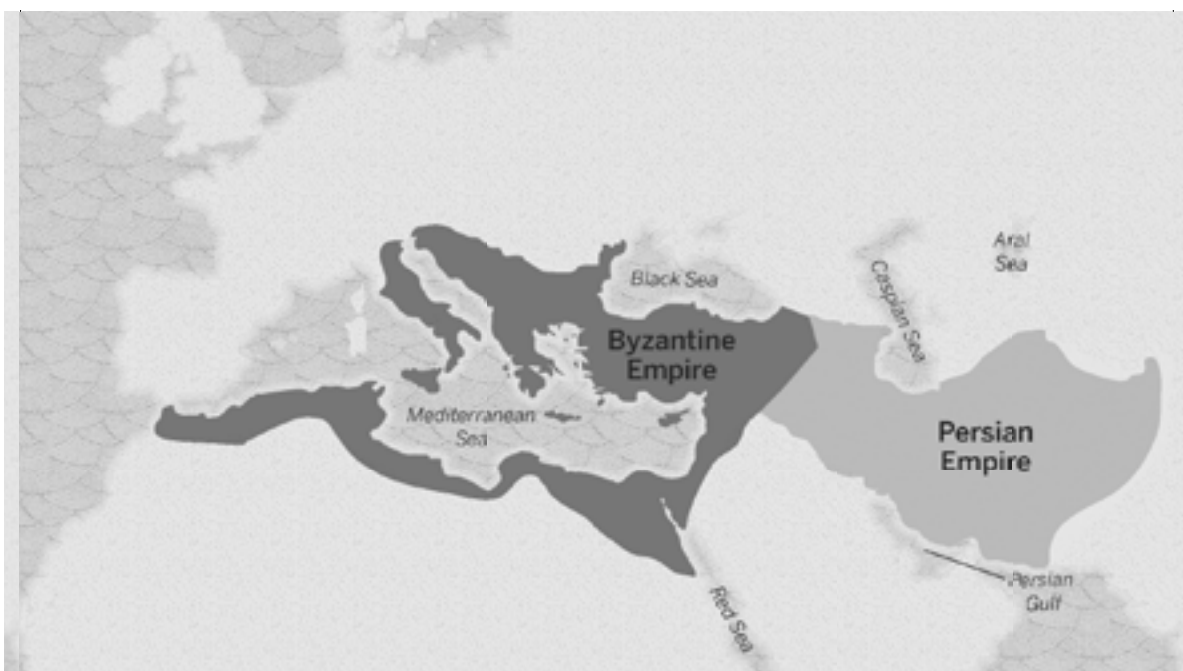 Aral
Sea
Black Sea
Caspian Sea
Byzantine
Empire
Mediterranean
Sea
Persian
Empire
Persian
Gulf
Red Sea